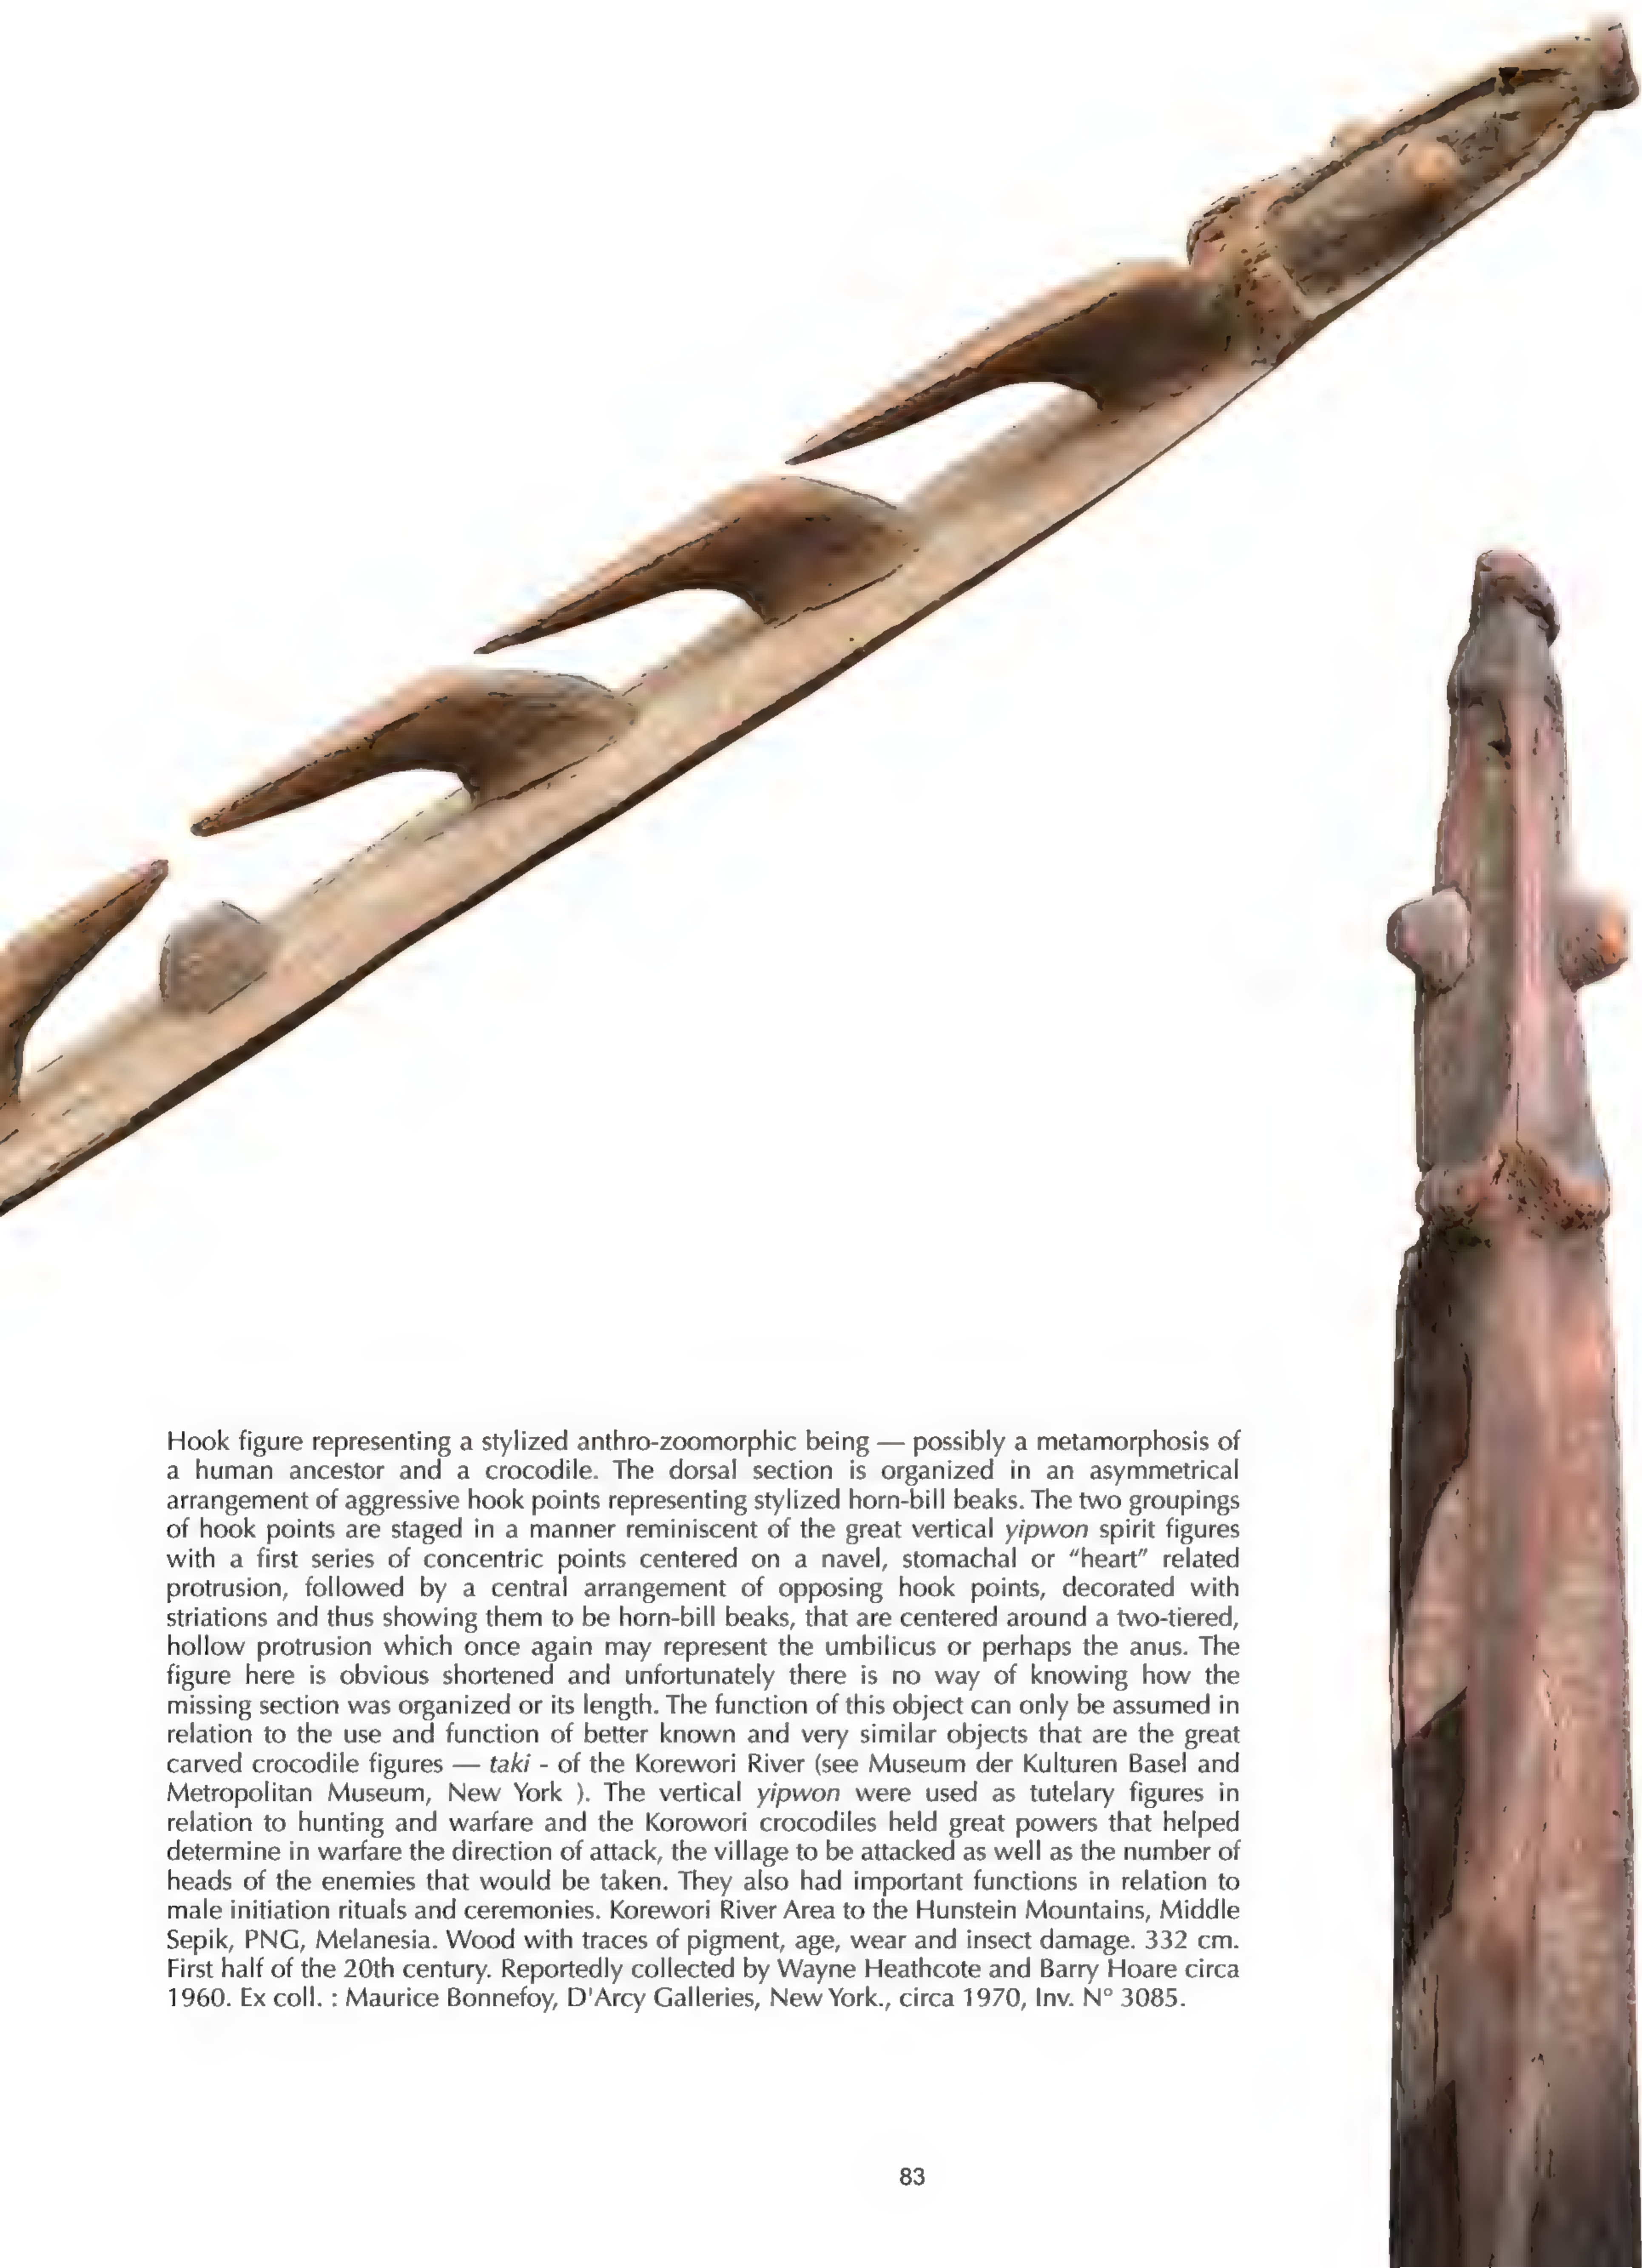 Hook figure representing a stylized anthro-zoomorphic being — possibly a metamorphosis of
a human ancestor and a crocodile. The dorsal section is organized in an asymmetrical
arrangement of aggressive hook points representing stylized horn-bill beaks. The two groupings
of hook points are staged in a manner reminiscent of the great vertical yipwon spirit figures
with a first series of concentric points centered on a navel, stomachal or “heart” related
protrusion, followed by a central arrangement of opposing hook points, decorated with
striations and thus showing them to be horn-bill beaks, that are centered around a two-tiered,
hollow protrusion which once again may represent the umbilicus or perhaps the anus. The
figure here is obvious shortened and unfortunately there is no way of knowing how the
missing section was organized or its length. The function of this object can only be assumed in
relation to the use and function of better known and very similar objects that are the great
carved crocodile figures — taki - of the Korewori River (see Museum der Kulturen Basel and
Metropolitan Museum, New York ). The vertical yipwon were used as tutelary figures in
relation to hunting and warfare and the Korowori crocodiles held great powers that helped
determine in warfare the direction of attack, the village to be attacked as well as the number of
heads of the enemies that would be taken. They also had important functions in relation to
male initiation rituals and ceremonies. Korewori River Area to the Hunstein Mountains, Middle
Sepik, PNG, Melanesia. Wood with traces of pigment, age, wear and insect damage. 332 cm.
First half of the 20th century. Reportedly collected by Wayne Heathcote and Barry Hoare circa
1960. Ex coll. : Maurice Bonnefoy, D'Arcy Galleries, New York., circa 1970, Inv. N° 3085.
83